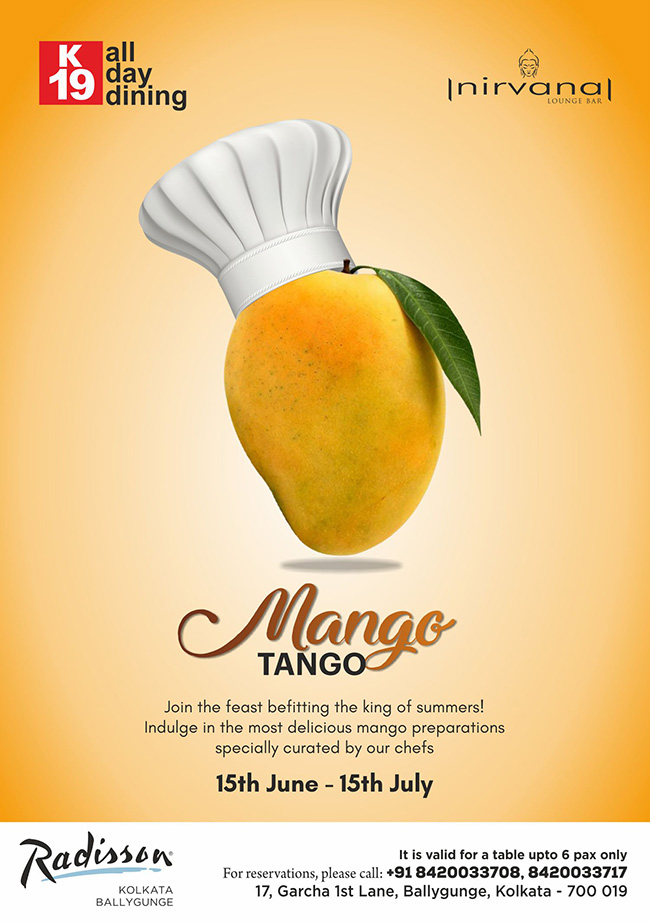 K
19
all
day
dining
nirvana
LOUNGE BAR
Mango
TANGO
Join the feast befitting the king of summers!
Indulge in the most delicious mango preparations
specially curated by our chefs
15th June - 15th July
Radisson®
KOLKATA
BALLYGUNGE
It is valid for a table upto 6 pax only
For reservations, please call: +91 8420033708, 8420033717
17, Garcha 1st Lane, Ballygunge, Kolkata - 700 019